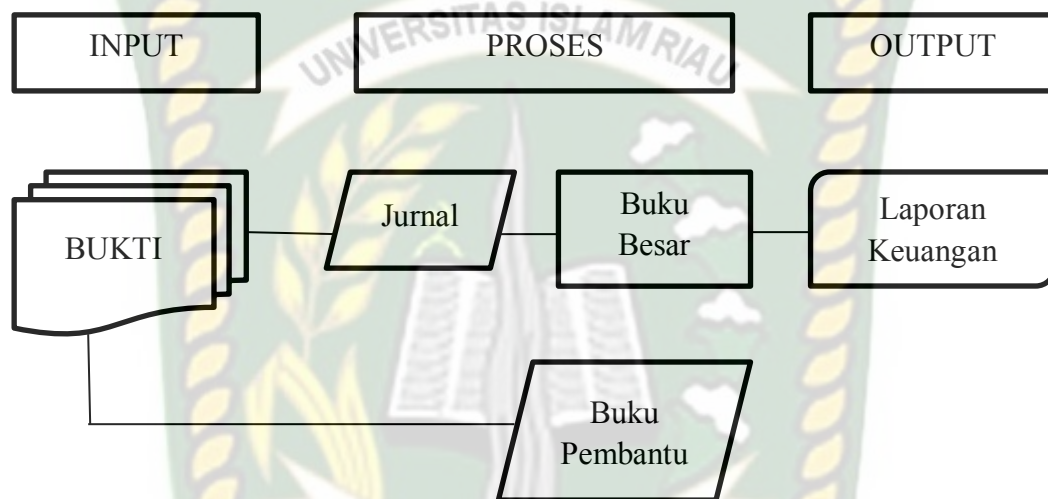 UNIVERSITAS ISLAM RIAU
INPUT
PROSES
OUTPUT
BUKTI
Jurnal
Buku
Besar
Laporan
Keuangan
Buku
Pembantu